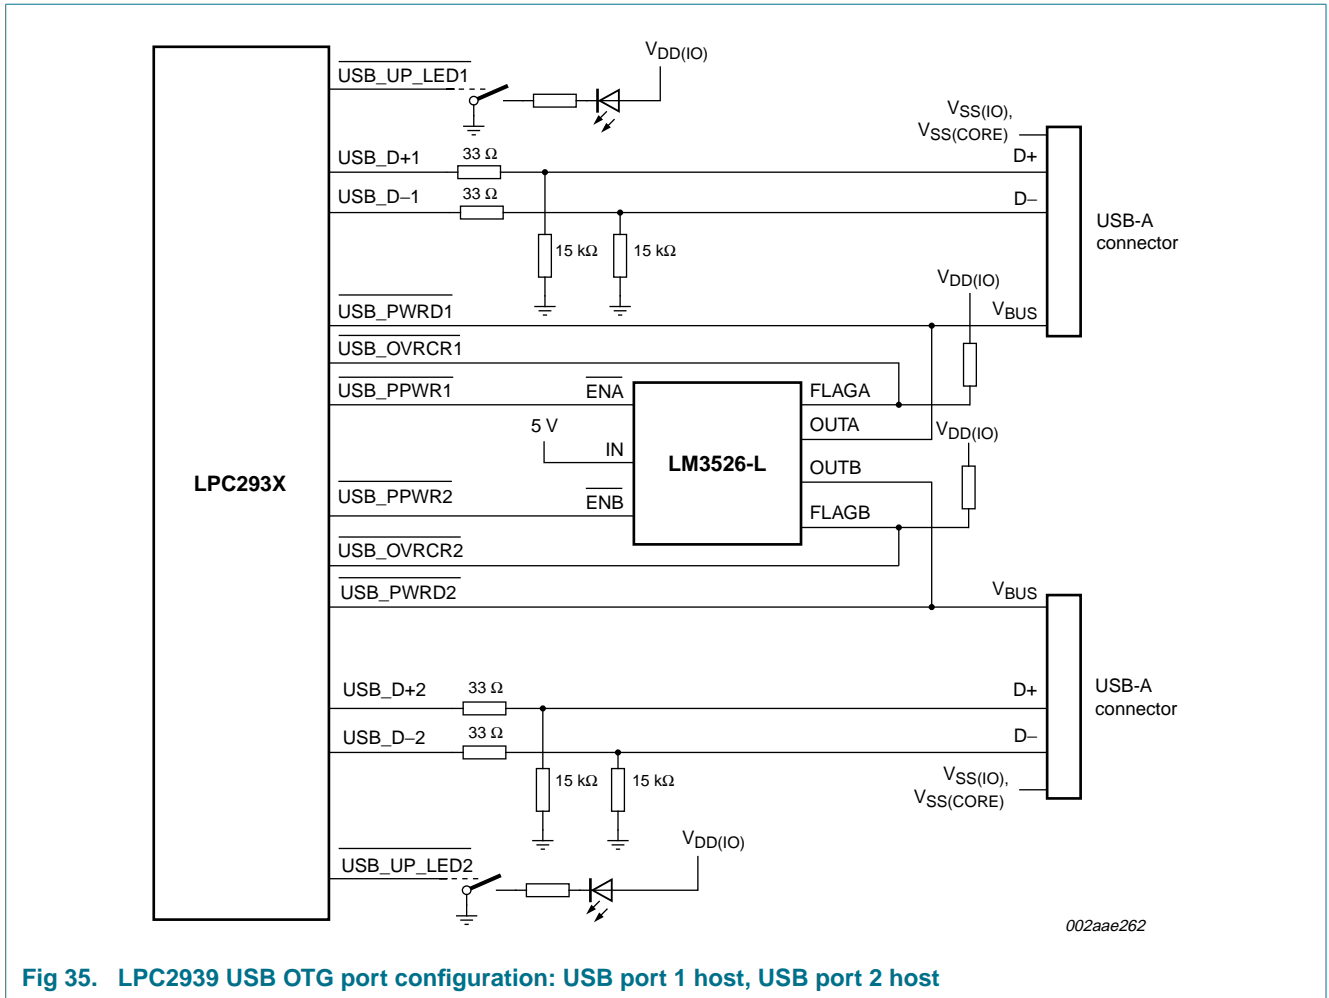 USB_UP_LED1
VDD(IO)
VSS(IO),
VSS(CORE)
USB_D+1
33 Ω
D+
USB_D−1
33 Ω
D−
USB-A
connector
15 kΩ
15 kΩ
VDD(IO)
USB_PWRD1
VBUS
USB_OVRCR1
USB_PPWR1
ENA
FLAGA
5 V
OUTA
VDD(IO)
IN
LM3526-L
LPC293X
OUTB
USB_PPWR2
ENB
FLAGB
USB_OVRCR2
USB_PWRD2
VBUS
USB_D+2
33 Ω
D+
USB-A
connector
USB_D−2
33 Ω
D−
15 kΩ
15 kΩ
VSS(IO),
VSS(CORE)
VDD(IO)
USB_UP_LED2
002aae262
Fig 35. LPC2939 USB OTG port configuration: USB port 1 host, USB port 2 host